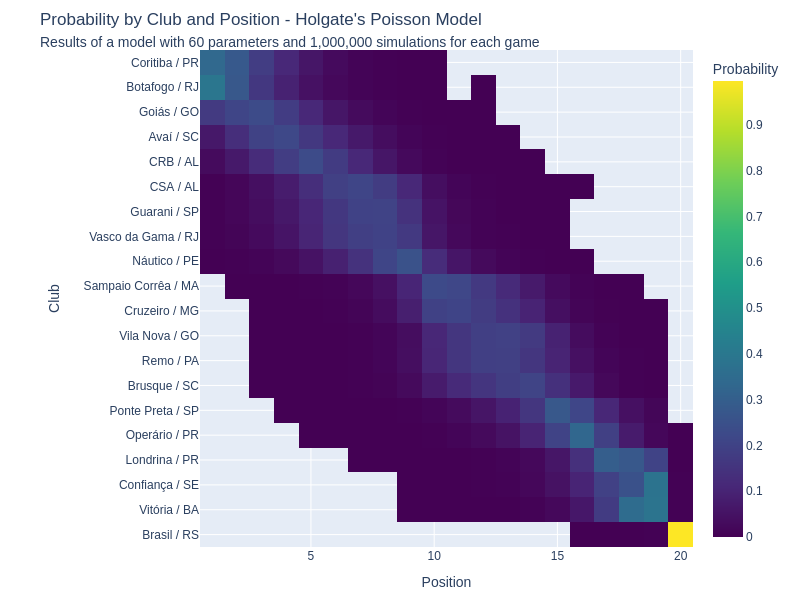 Probability by Club and Position - Holgate's Poisson Model
Results of a model with 60 parameters and 1,000,000 simulations for each game
Coritiba / PR
Botafogo / RJ
Goiás / GO
Avaí / SC
CRB / AL
CSA / AL
Guarani / SP
Vasco da Gama / RJ
Náutico / PE
Sampaio Corrêa / MA
Cruzeiro / MG
Vila Nova / GO
Remo / PA
Brusque / SC
Ponte Preta / SP
Operário / PR
Londrina / PR
Confiança / SE
Vitória / BA
Brasil / RS
Club
5
10
15
20
Position
Probability
0.9
0.8
0.7
0.6
0.5
0.4
0.3
0.2
0.1
0